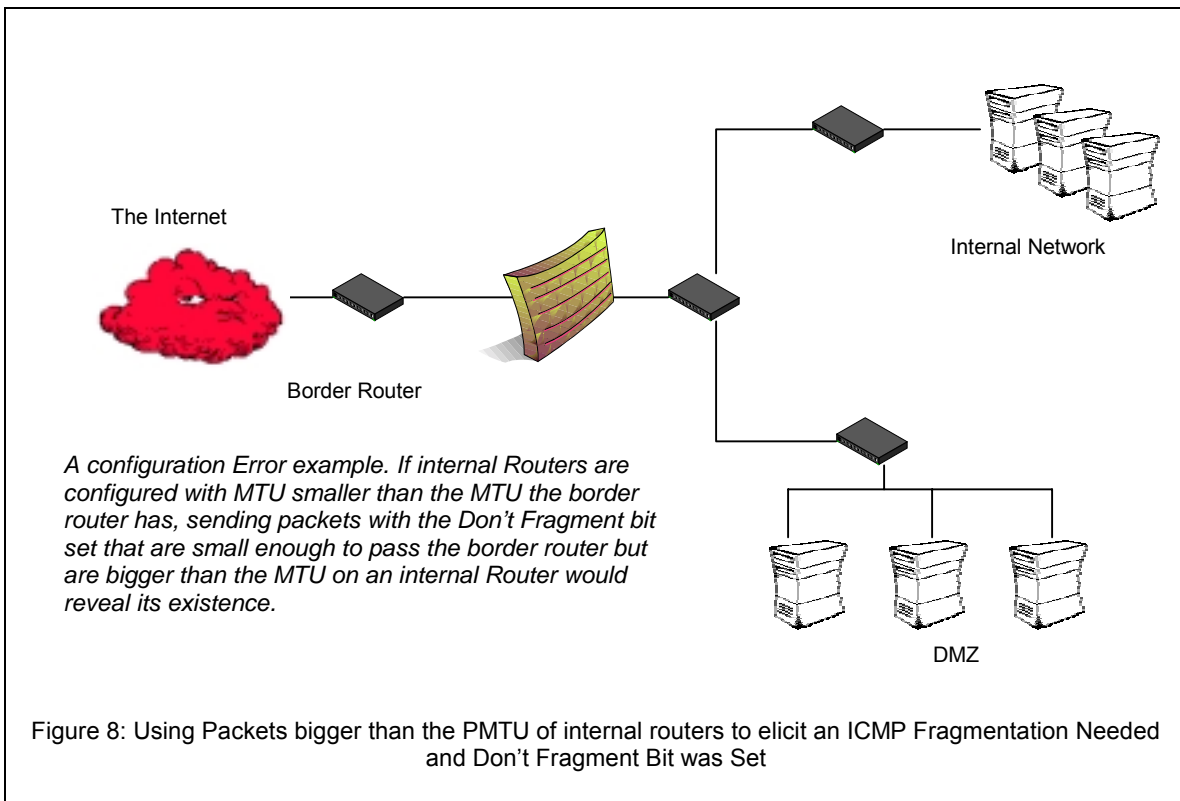 The Internet
Internal Network
Border Router
A configuration Error example. If internal Routers are
configured with MTU smaller than the MTU the border
router has, sending packets with the Don't Fragment bit
set that are small enough to pass the border router but
are bigger than the MTU on an internal Router would
reveal its existence.
DMZ
Figure 8: Using Packets bigger than the PMTU of internal routers to elicit an ICMP Fragmentation Needed
and Don't Fragment Bit was Set